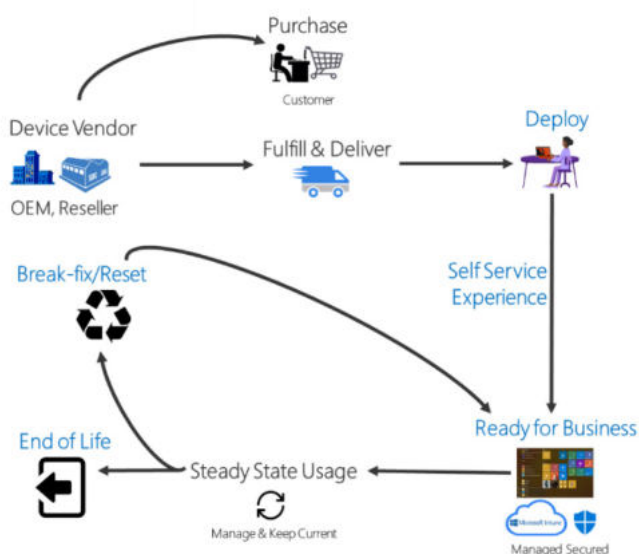 Purchase
Customer
Device Vendor
OEM, Reseller
Fulfill & Deliver
Deploy
Self Service
Experience
Break-fix/Reset
Ready for Business
Microsoft Intune
Managed Secured
Steady State Usage
Manage & Keep Current
End of Life